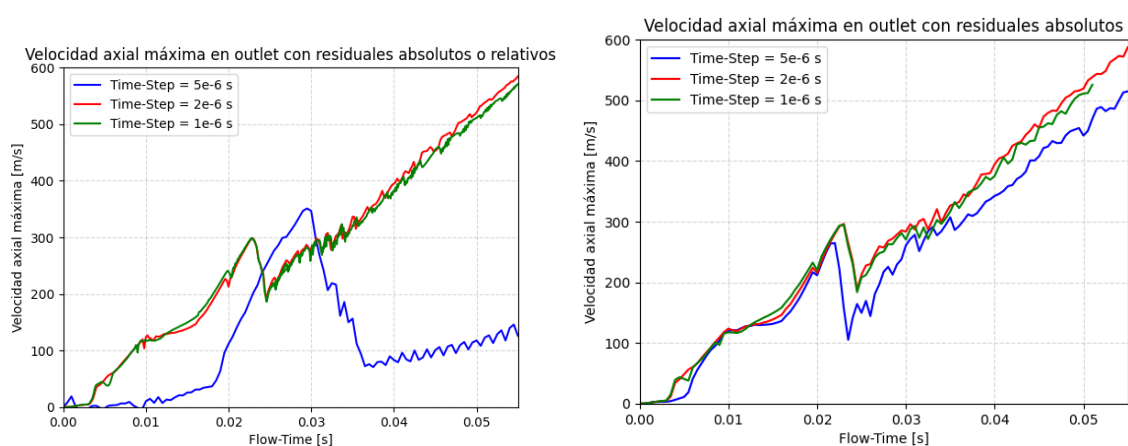 Velocidad axial máxima en outlet con residuales absolutos o relativos
Time-Step = 5e-6 s
Time-Step = 2e-6 s
Time-Step = 1e-6 s
600
500
400
300
200
100
0
Velocidad axial máxima [m/s]
0.00
0.01
0.02
0.03
0.04
0.05
Flow-Time [s]
Velocidad axial máxima en outlet con residuales absolutos
Time-Step = 5e-6 s
Time-Step = 2e-6 s
Time-Step = 1e-6 s
600
500
400
300
200
100
0
Velocidad axial máxima [m/s]
0.00
0.01
0.02
0.03
0.04
0.05
Flow-Time [s]